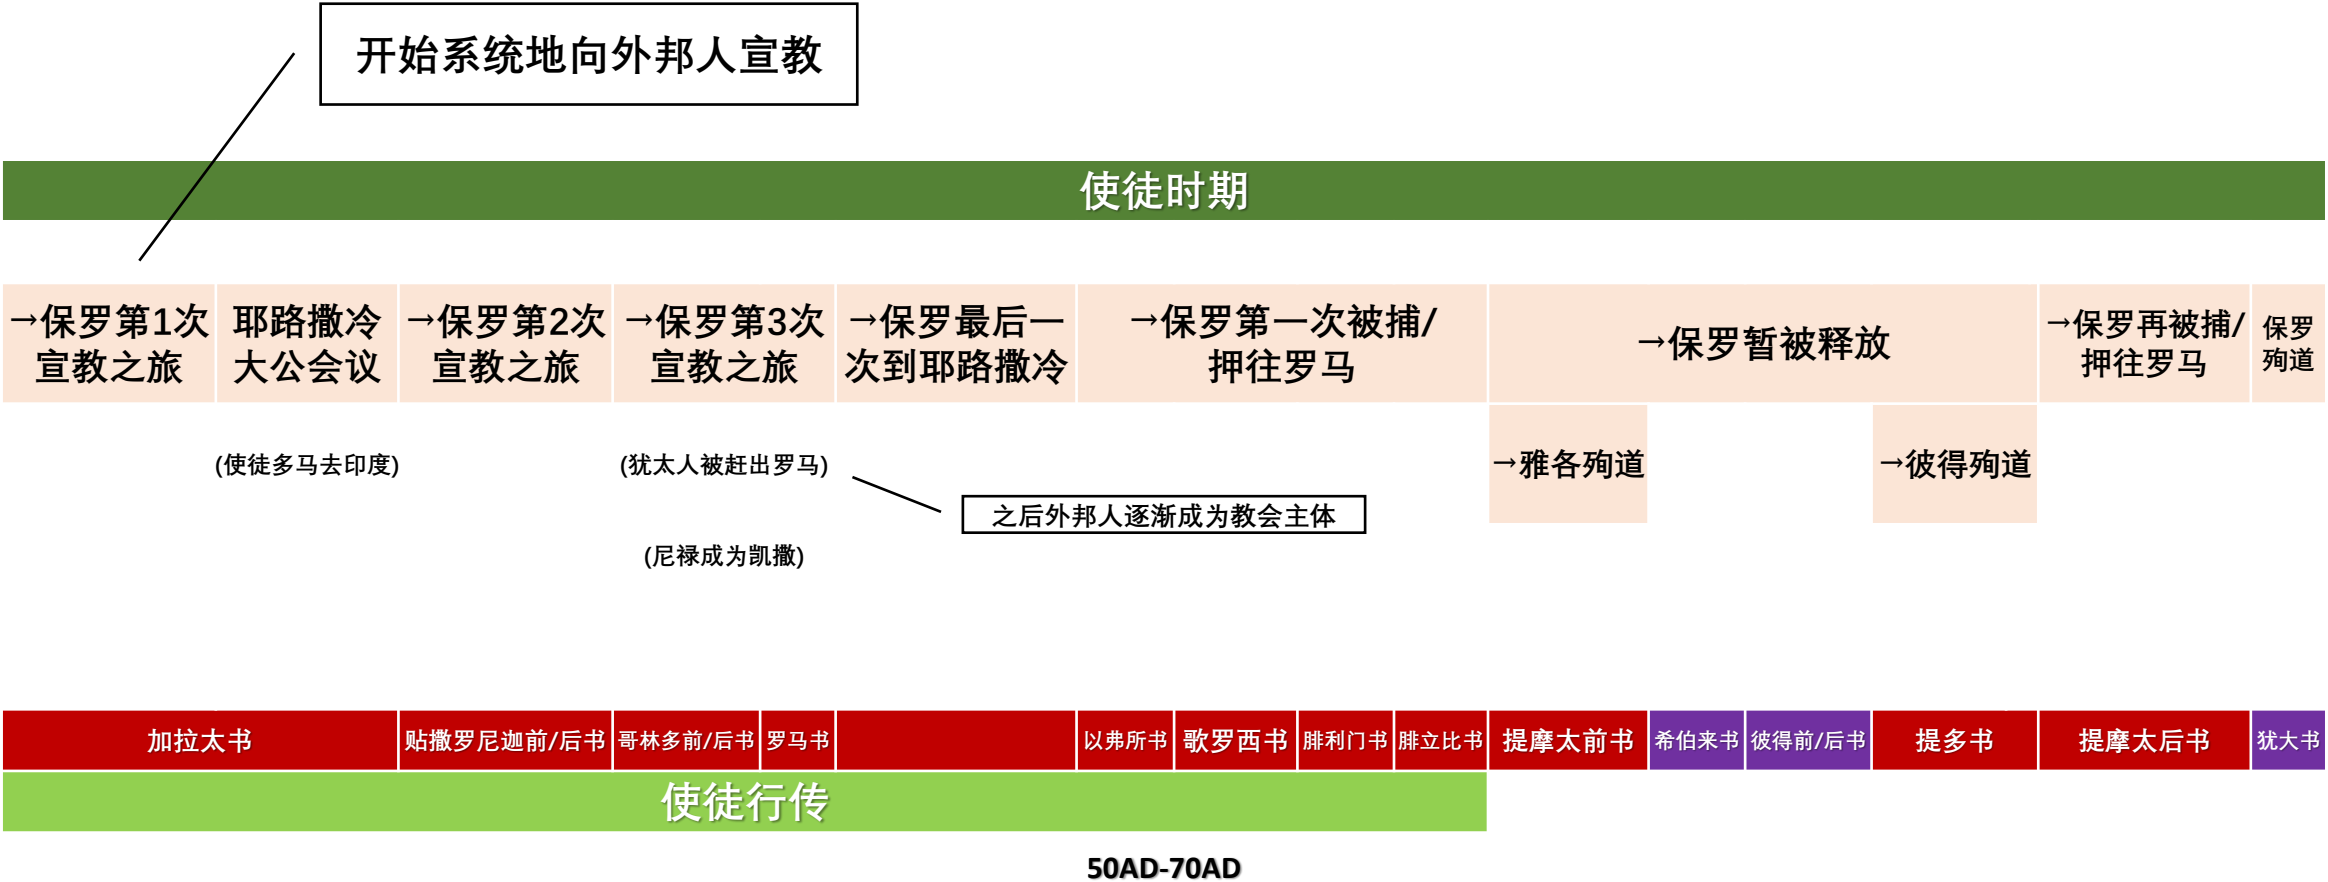 开始系统地向外邦人宣教
使徒时期
→保罗第1次
宣教之旅
耶路撒冷
大公会议
→保罗第2次
宣教之旅
→保罗第3次
宣教之旅
→保罗最后一
次到耶路撒冷
→保罗第一次被捕/
押往罗马
→保罗暂被释放
→保罗再被捕/
押往罗马
保罗
殉道
(使徒多马去印度)
(犹太人被赶出罗马)
→雅各殉道
→彼得殉道
之后外邦人逐渐成为教会主体
(尼禄成为凯撒)
加拉太书
贴撒罗尼迦前/后书
哥林多前/后书
罗马书
以弗所书
歌罗西书
腓利门书
腓立比书
提摩太前书
希伯来书
彼得前/后书
提多书
提摩太后书
犹大书
使徒行传
50AD-70AD